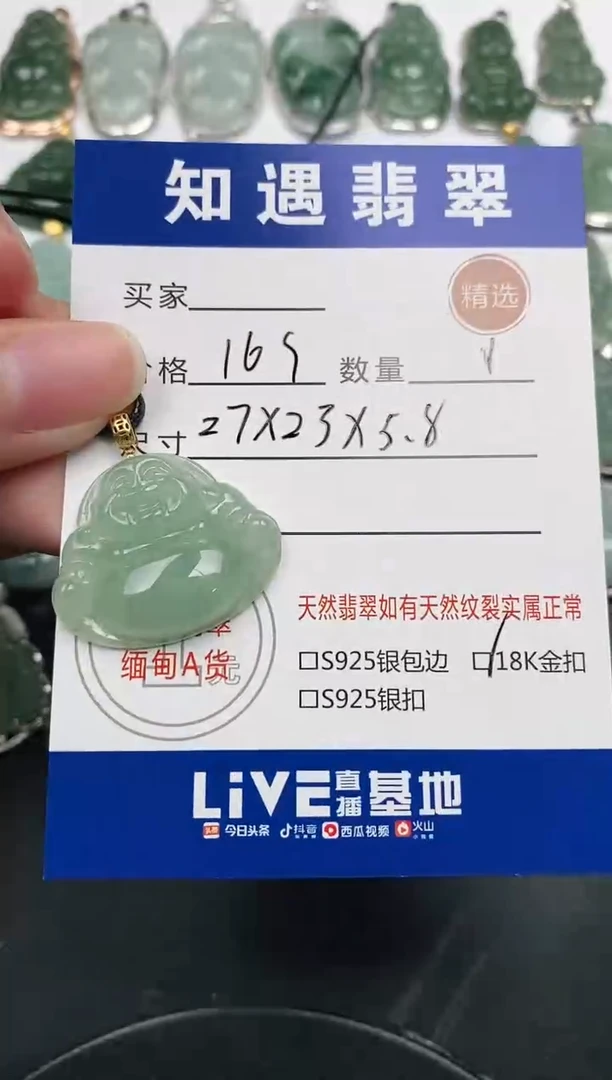 知遇翡翠
买家
精选
价格 165 数量 1
尺寸 27X23X5.8
天然翡翠如有天然纹裂实属正常
缅甸A货
□S925银包边 □18K金扣
□S925银扣
LiVE直播基地
今日头条 抖音 西瓜视频 火山